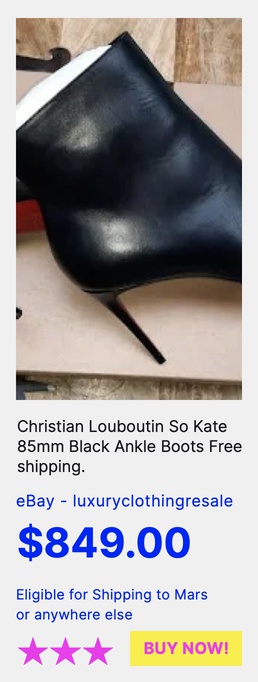 Christian Louboutin So Kate
85mm Black Ankle Boots Free
shipping.
eBay - luxuryclothingresale
$849.00
Eligible for Shipping to Mars
or anywhere else
BUY NOW!